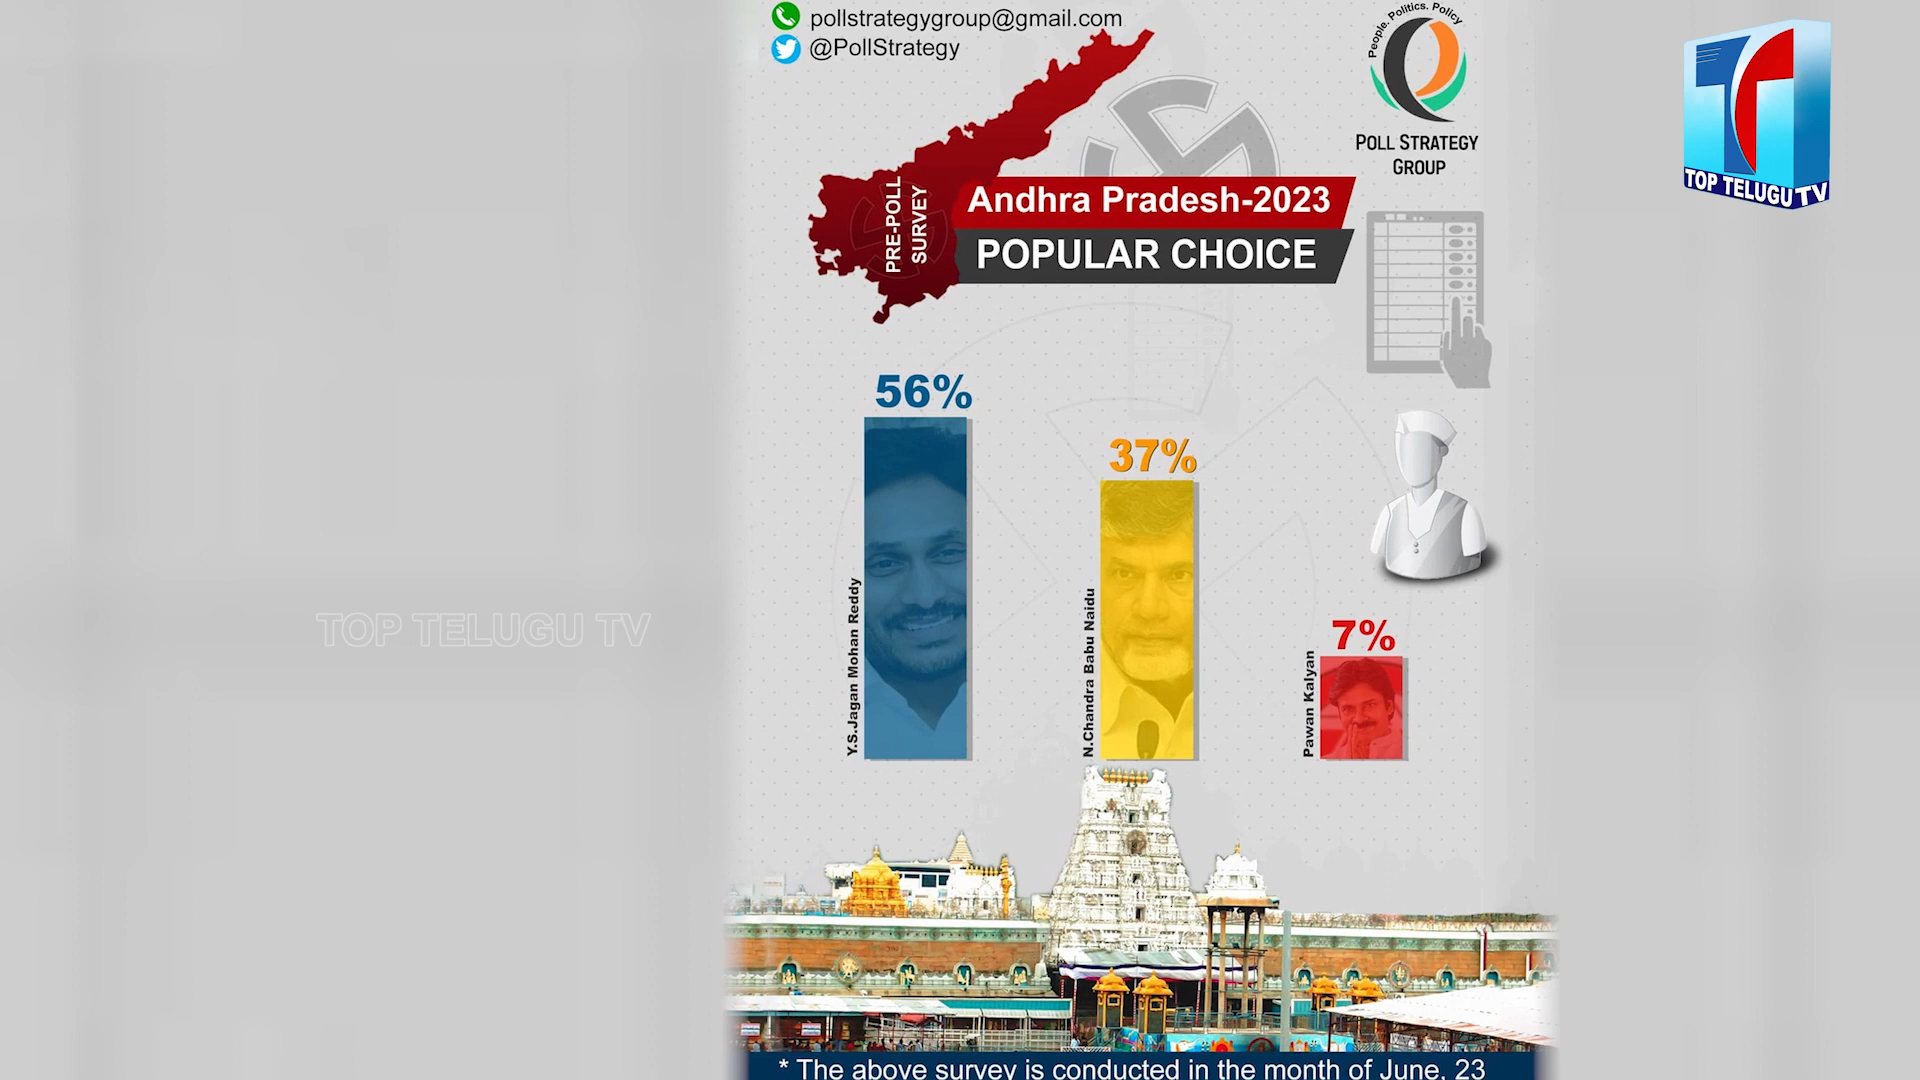 pollstrategygroup@gmail.com
@PollStrategy
People. Politics. Policy
POLL STRATEGY
GROUP
TOP TELUGU TV
PRE-POLL
SURVEY
Andhra Pradesh-2023
POPULAR CHOICE
56%
37%
7%
Y.S.Jagan Mohan Reddy
N.Chandra Babu Naidu
Pawan Kalyan
TOP TELUGU TV
* The above survey is conducted in the month of June, 23